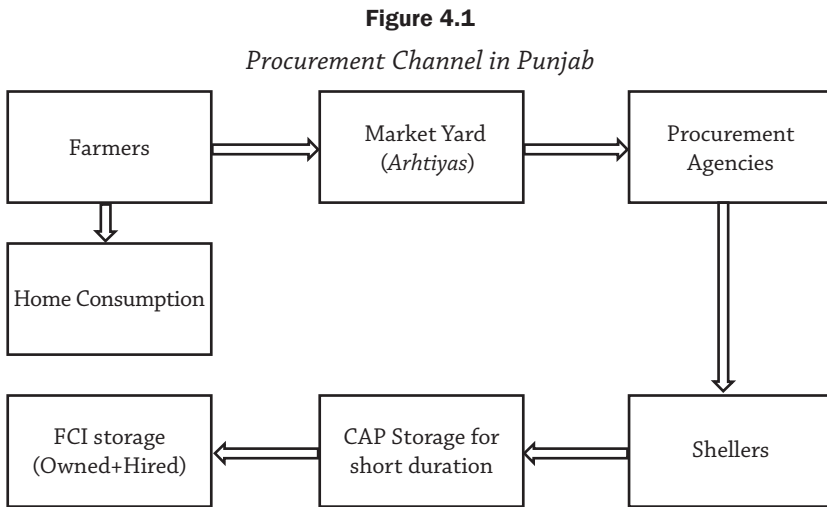 Figure 4.1
Procurement Channel in Punjab
Farmers
Market Yard
(Arhtiyas)
Procurement
Agencies
Home Consumption
FCI storage
(Owned+Hired)
CAP Storage for
short duration
Shellers